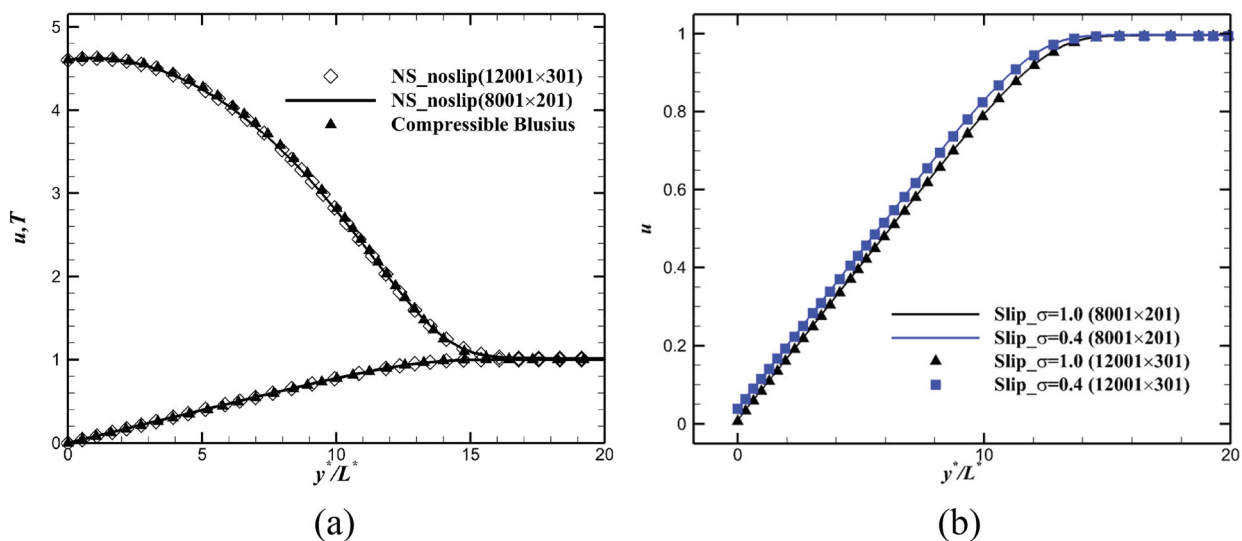 5
4
3
2
1
0
u,T
0
5
10
15
20
y*/L*
NS_noslip(12001×301)
NS_noslip(8001×201)
Compressible Blusius
(a)
1
0.8
0.6
0.4
0.2
0
u
0
10
20
y*/L*
Slip_σ=1.0 (8001×201)
Slip_σ=0.4 (8001×201)
Slip_σ=1.0 (12001×301)
Slip_σ=0.4 (12001×301)
(b)